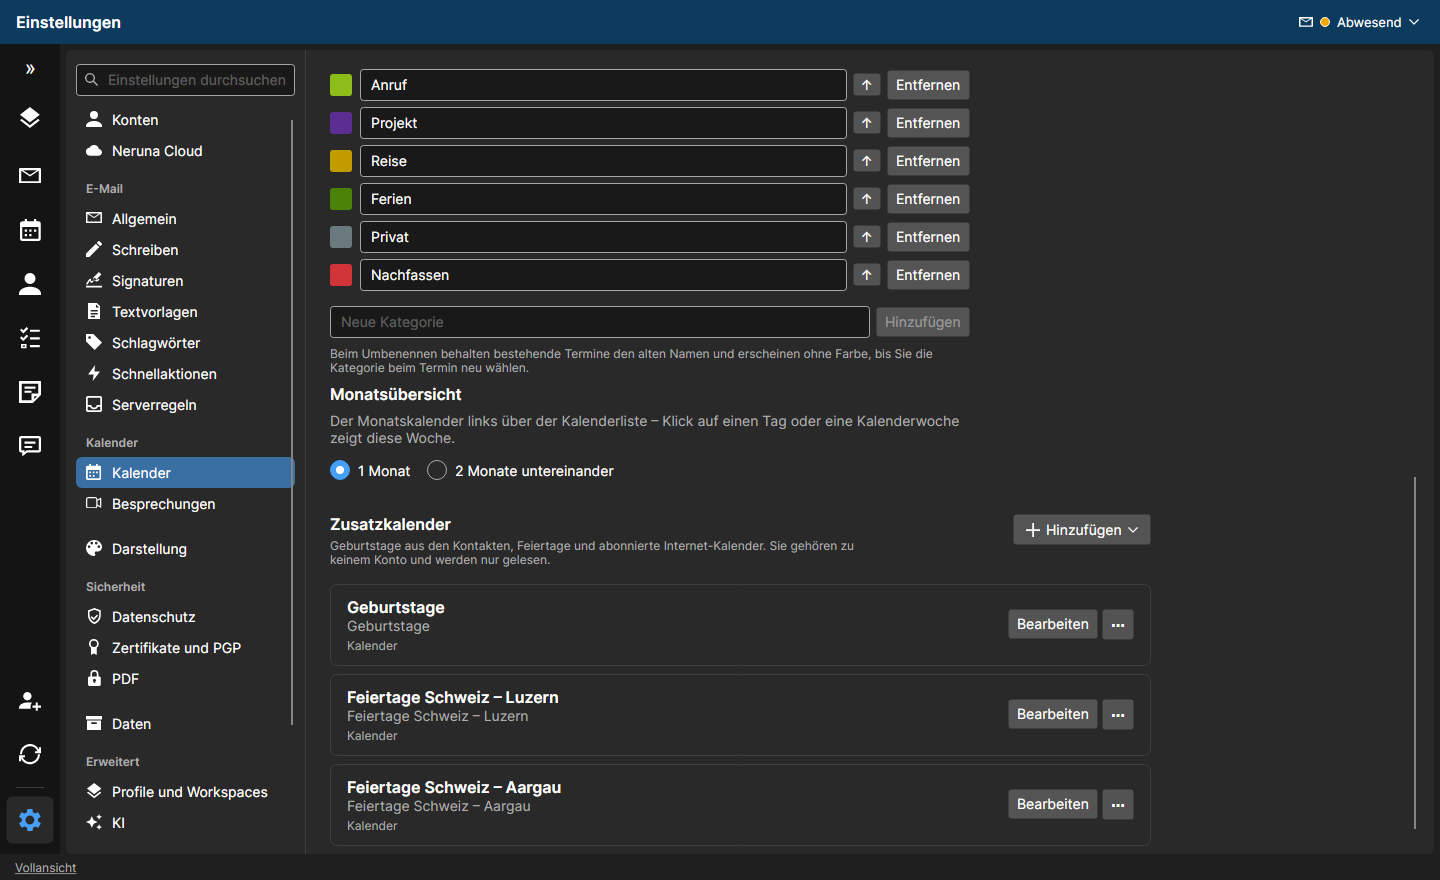 Einstellungen
Abwesend
Einstellungen durchsuchen
Konten
Neruna Cloud
E-Mail
Allgemein
Schreiben
Signaturen
Textvorlagen
Schlagwörter
Schnellaktionen
Serverregeln
Kalender
Kalender
Besprechungen
Darstellung
Sicherheit
Datenschutz
Zertifikate und PGP
PDF
Daten
Erweitert
Profile und Workspaces
KI
Vollansicht
Anruf
Entfernen
Projekt
Entfernen
Reise
Entfernen
Ferien
Entfernen
Privat
Entfernen
Nachfassen
Entfernen
Neue Kategorie
Hinzufügen
Beim Umbenennen behalten bestehende Termine den alten Namen und erscheinen ohne Farbe, bis Sie die
Kategorie beim Termin neu wählen.
Monatsübersicht
Der Monatskalender links über der Kalenderliste – Klick auf einen Tag oder eine Kalenderwoche
zeigt diese Woche.
1 Monat
2 Monate untereinander
Zusatzkalender
Hinzufügen
Geburtstage aus den Kontakten, Feiertage und abonnierte Internet-Kalender. Sie gehören zu
keinem Konto und werden nur gelesen.
Geburtstage
Geburtstage
Kalender
Bearbeiten
Feiertage Schweiz – Luzern
Feiertage Schweiz – Luzern
Kalender
Bearbeiten
Feiertage Schweiz – Aargau
Feiertage Schweiz – Aargau
Kalender
Bearbeiten